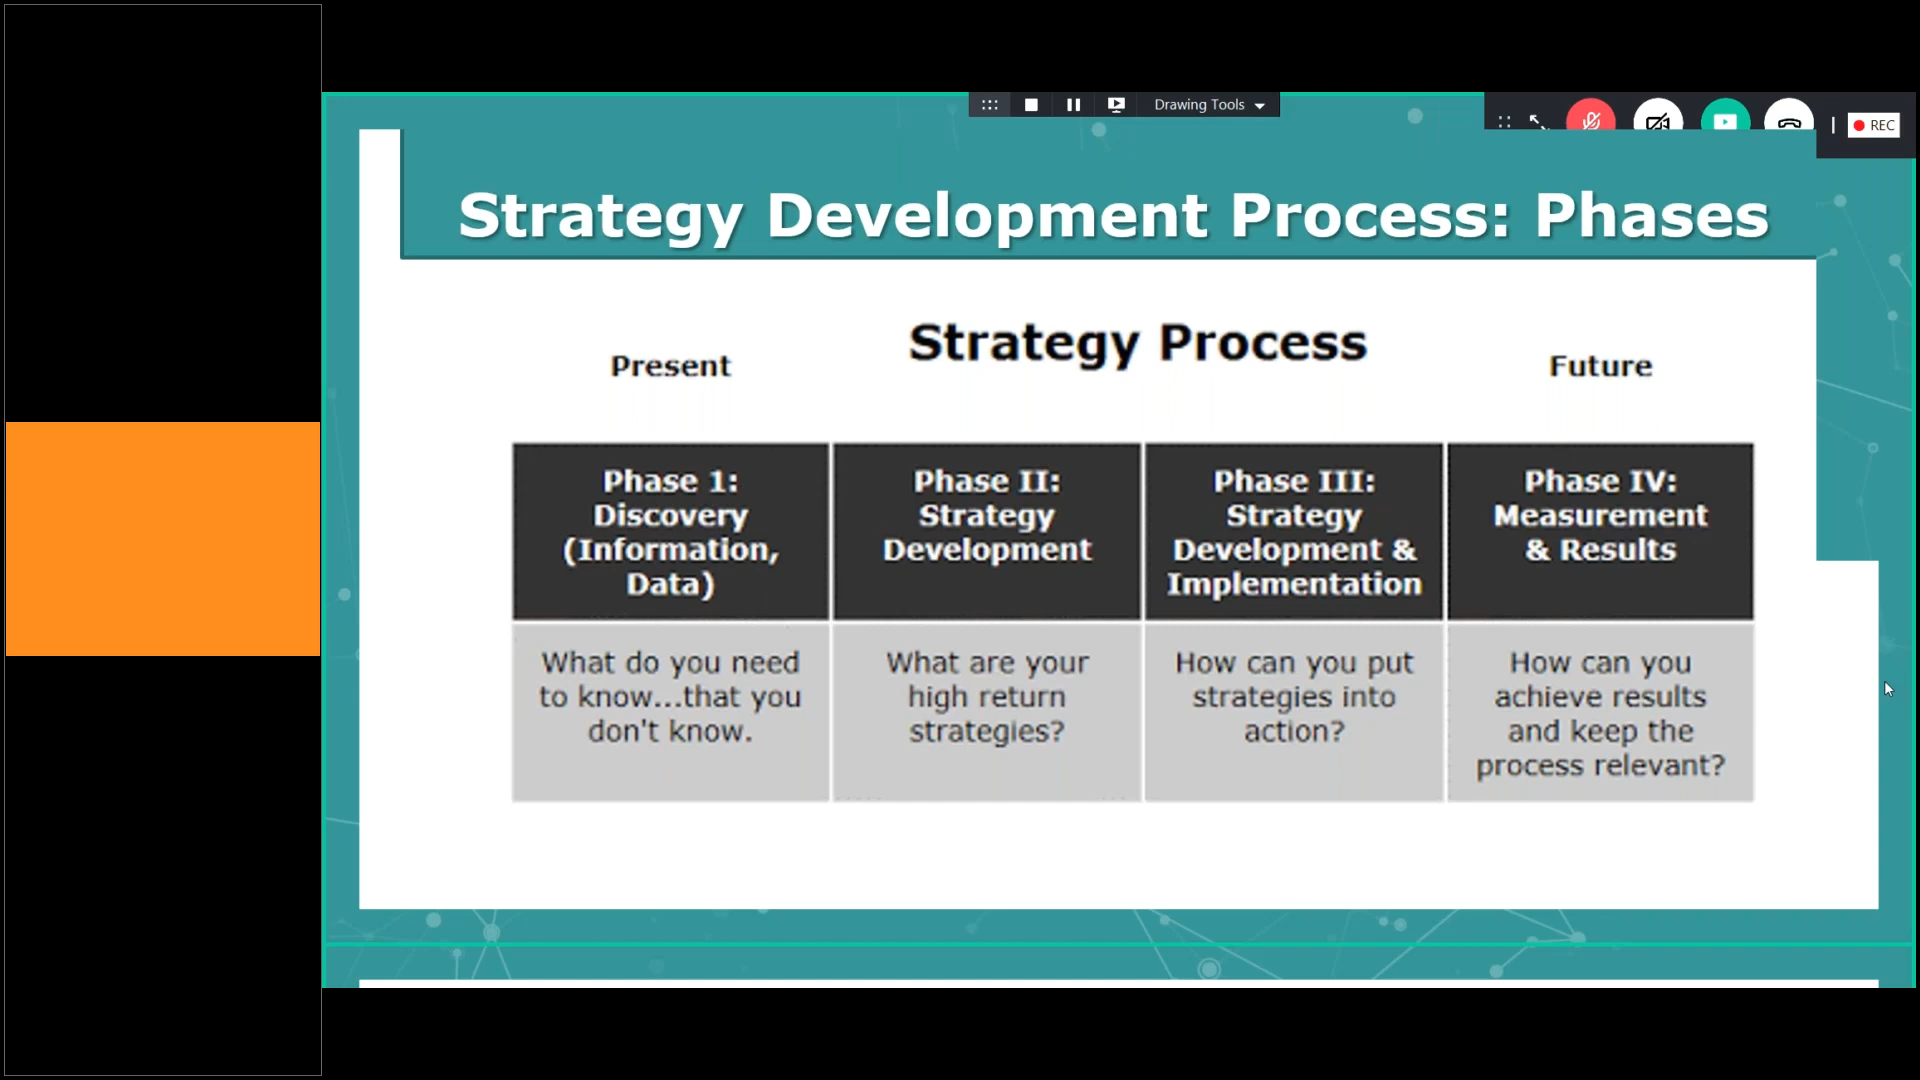 Drawing Tools
REC
Strategy Development Process: Phases
Strategy Process
Present
Future
Phase 1:
Discovery
(Information,
Data)
Phase II:
Strategy
Development
Phase III:
Strategy
Development &
Implementation
Phase IV:
Measurement
& Results
What do you need
to know...that you
don't know.
What are your
high return
strategies?
How can you put
strategies into
action?
How can you
achieve results
and keep the
process relevant?